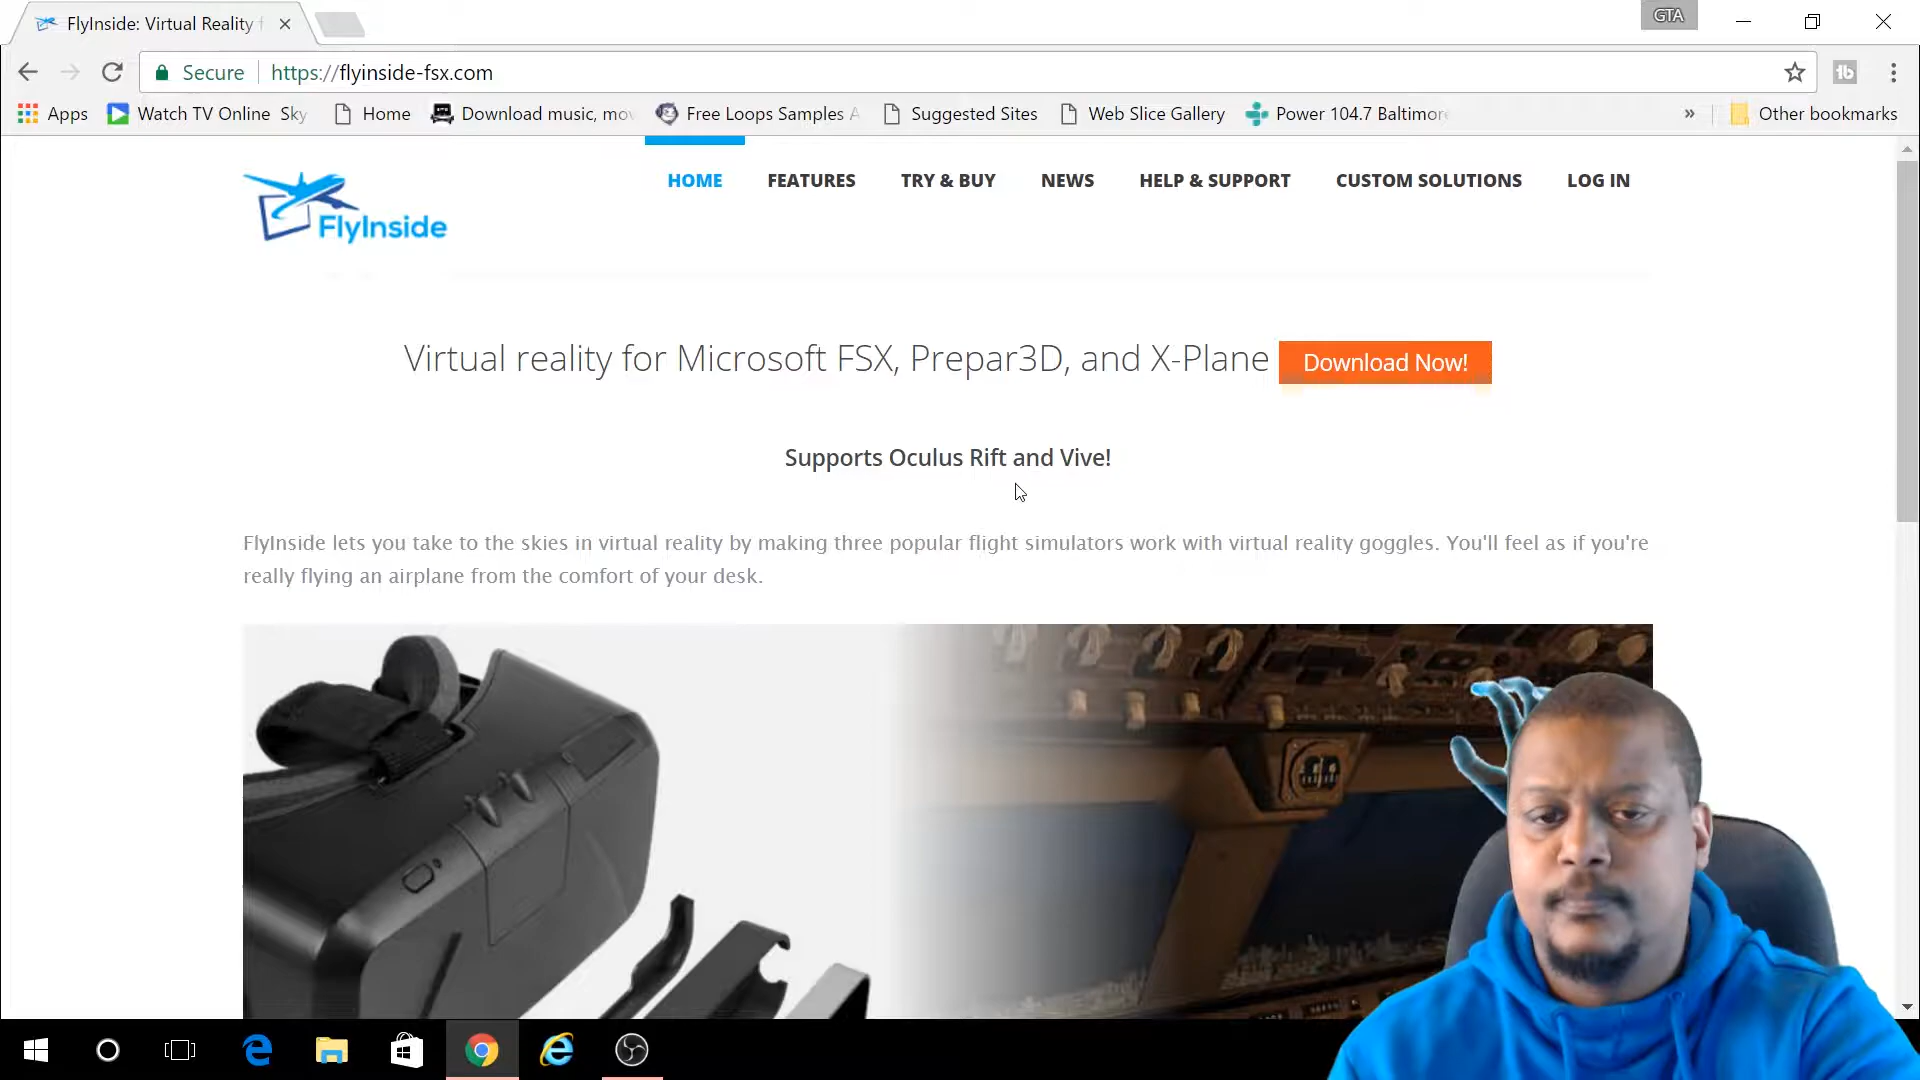 FlyInside: Virtual Reality
GTA
Secure
https://flyinside-fsx.com
Apps
Watch TV Online Sky
Home
Download music, mov
Free Loops Samples A
Suggested Sites
Web Slice Gallery
Power 104.7 Baltimor
»
Other bookmarks
FlyInside
HOME
FEATURES
TRY & BUY
NEWS
HELP & SUPPORT
CUSTOM SOLUTIONS
LOG IN
Virtual reality for Microsoft FSX, Prepar3D, and X-Plane
Download Now!
Supports Oculus Rift and Vive!
FlyInside lets you take to the skies in virtual reality by making three popular flight simulators work with virtual reality goggles. You'll feel as if you're
really flying an airplane from the comfort of your desk.